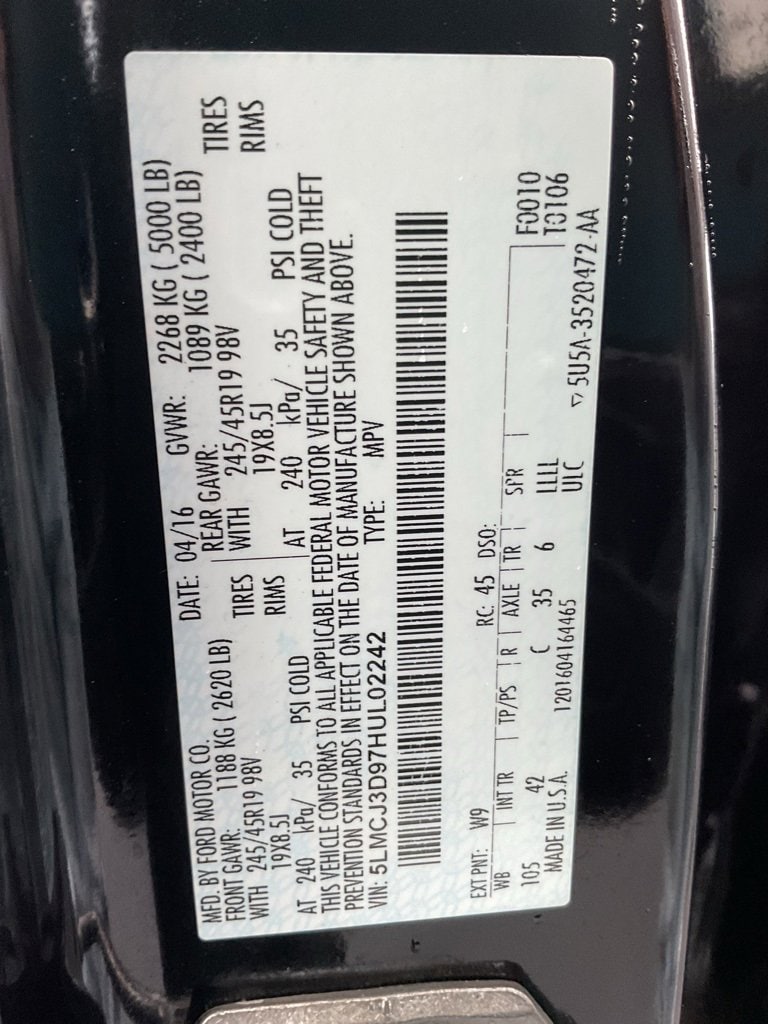 MFD. BY FORD MOTOR CO. DATE: 04/16 GVWR: 2268 KG ( 5000 LB)
FRONT GAWR: 1188 KG ( 2620 LB) REAR GAWR: 1089 KG ( 2400 LB)
WITH 245/45R19 98V TIRES WITH 245/45R19 98V TIRES
19X8.5J RIMS 19X8.5J RIMS
AT 240 kPa/ 35 PSI COLD AT 240 kPa/ 35 PSI COLD
THIS VEHICLE CONFORMS TO ALL APPLICABLE FEDERAL MOTOR VEHICLE SAFETY AND THEFT
PREVENTION STANDARDS IN EFFECT ON THE DATE OF MANUFACTURE SHOWN ABOVE.
VIN: 5LMCJ3D97HUL02242 TYPE: MPV
EXT PNT: W9 RC: 45 DSO:
WB INT TR TP/PS R AXLE TR SPR F0010
105 42 C 35 6 LLLL T0106
MADE IN U.S.A. 1201604164465 ULC ▽ 5U5A-3520472-AA